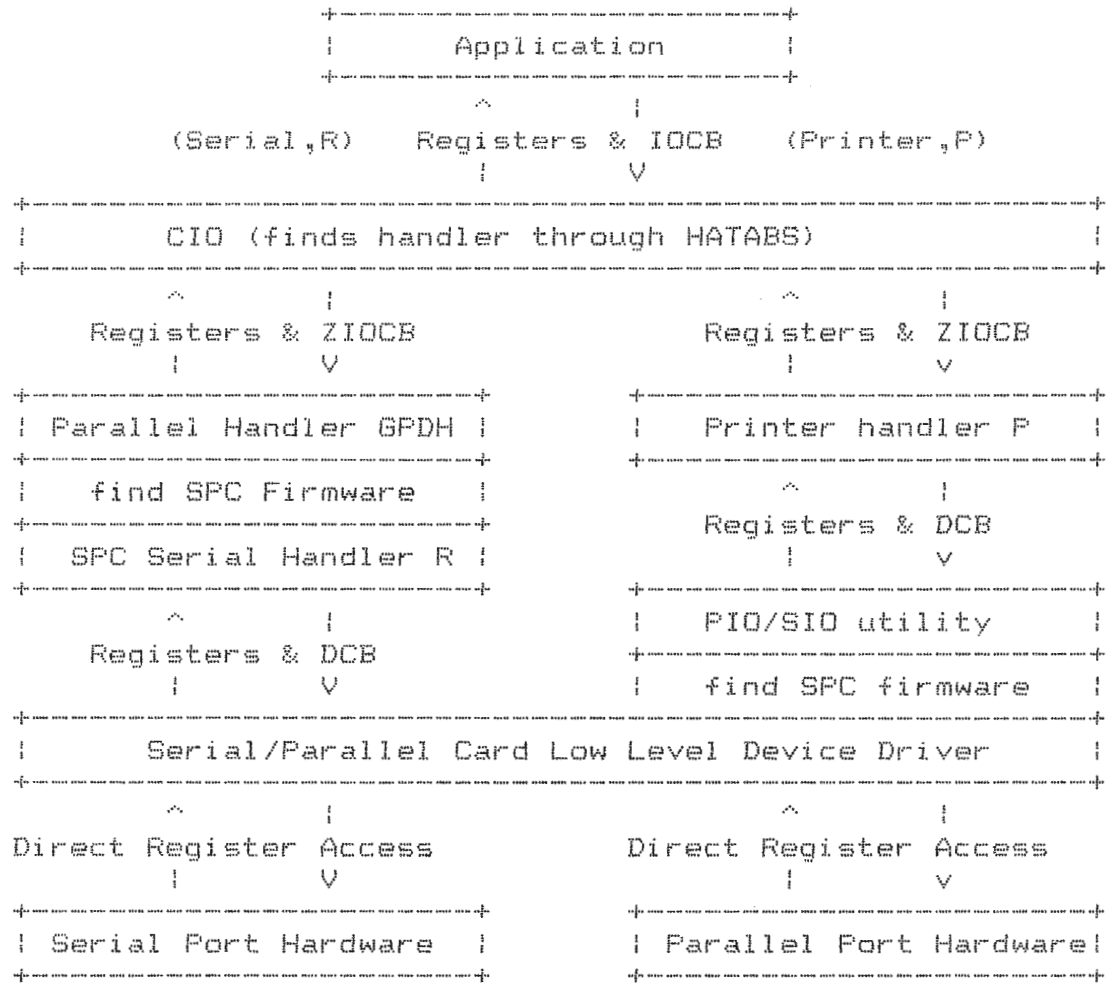 Application
(Serial,R) Registers & IOCB (Printer,P)
CIO (finds handler through HATABS)
Registers & ZIOCB Registers & ZIOCB
Parallel Handler GPDH Printer handler P
find SPC Firmware
SPC Serial Handler R Registers & DCB
Registers & DCB PIO/SIO utility
find SPC firmware
Serial/Parallel Card Low Level Device Driver
Direct Register Access Direct Register Access
Serial Port Hardware Parallel Port Hardware